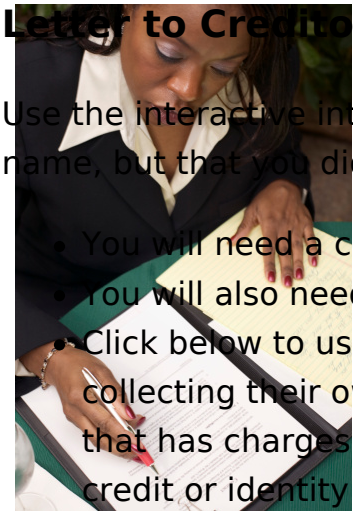 Letter to Credito
Use the interactive int
name, but that you di
You will need a c
You will also need
Click below to us
collecting their ov
that has charges
credit or identity